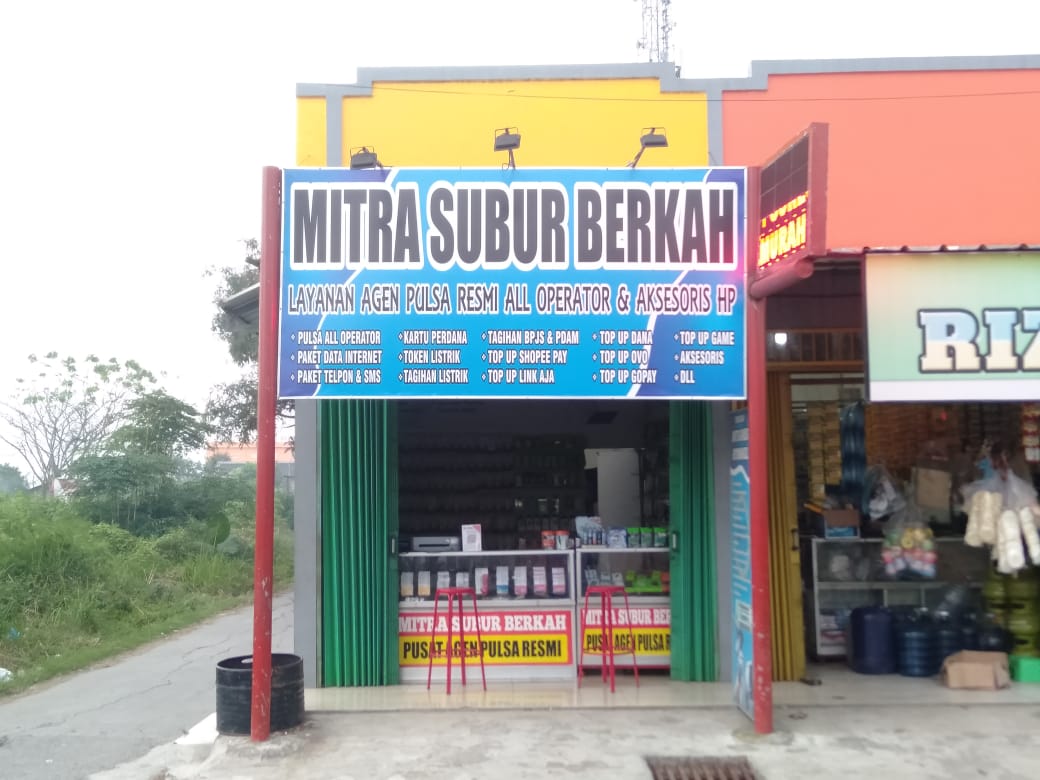 MITRA SUBUR BERKAH
LAYANAN AGEN PULSA RESMI ALL OPERATOR & AKSESORIS HP
PULSA ALL OPERATOR
PAKET DATA INTERNET
PAKET TELPON & SMS
KARTU PERDANA
TOKEN LISTRIK
TAGIHAN LISTRIK
TAGIHAN BPJS & PDAM
TOP UP SHOPEE PAY
TOP UP LINK AJA
TOP UP DANA
TOP UP OVO
TOP UP GOPAY
TOP UP GAME
AKSESORIS
DLL
MURAH
RIZ
MITRA SUBUR BERKAH
PUSAT AGEN PULSA RESMI
MITRA SUBUR BERKAH
PUSAT AGEN PULSA RE